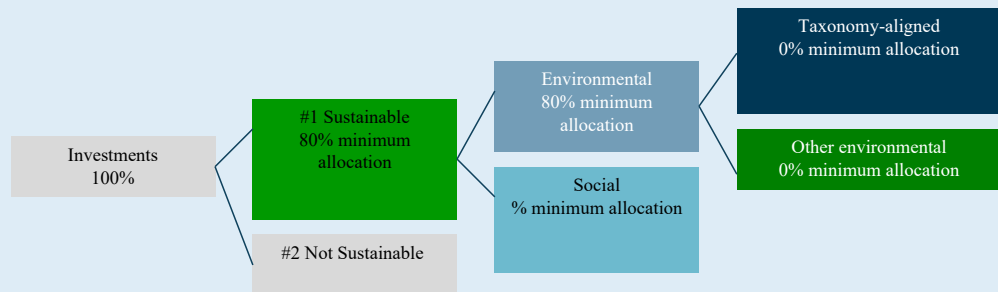 Investments
100%
#1 Sustainable
80% minimum
allocation
#2 Not Sustainable
Environmental
80% minimum
allocation
Social
% minimum allocation
Taxonomy-aligned
0% minimum allocation
Other environmental
0% minimum allocation